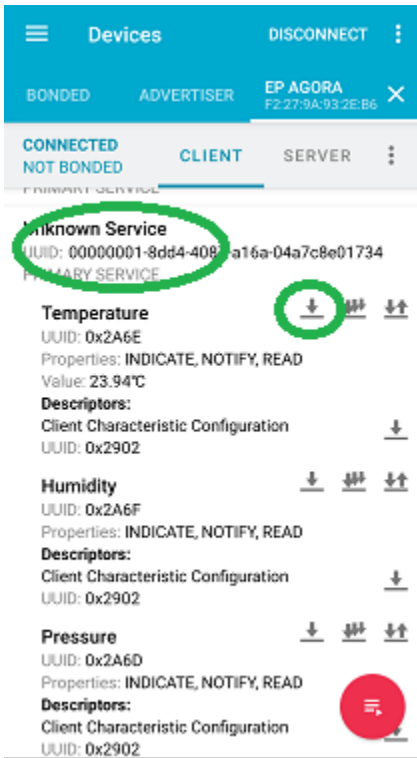 Devices
DISCONNECT
BONDED
ADVERTISER
EP AGORA
F2:27:9A:93:2E:B6
CONNECTED
NOT BONDED
CLIENT
SERVER
PRIMARY SERVICE
Unknown Service
UUID: 00000001-8dd4-4087-a16a-04a7c8e01734
PRIMARY SERVICE
Temperature
UUID: 0x2A6E
Properties: INDICATE, NOTIFY, READ
Value: 23.94°C
Descriptors:
Client Characteristic Configuration
UUID: 0x2902
Humidity
UUID: 0x2A6F
Properties: INDICATE, NOTIFY, READ
Descriptors:
Client Characteristic Configuration
UUID: 0x2902
Pressure
UUID: 0x2A6D
Properties: INDICATE, NOTIFY, READ
Descriptors:
Client Characteristic Configuration
UUID: 0x2902